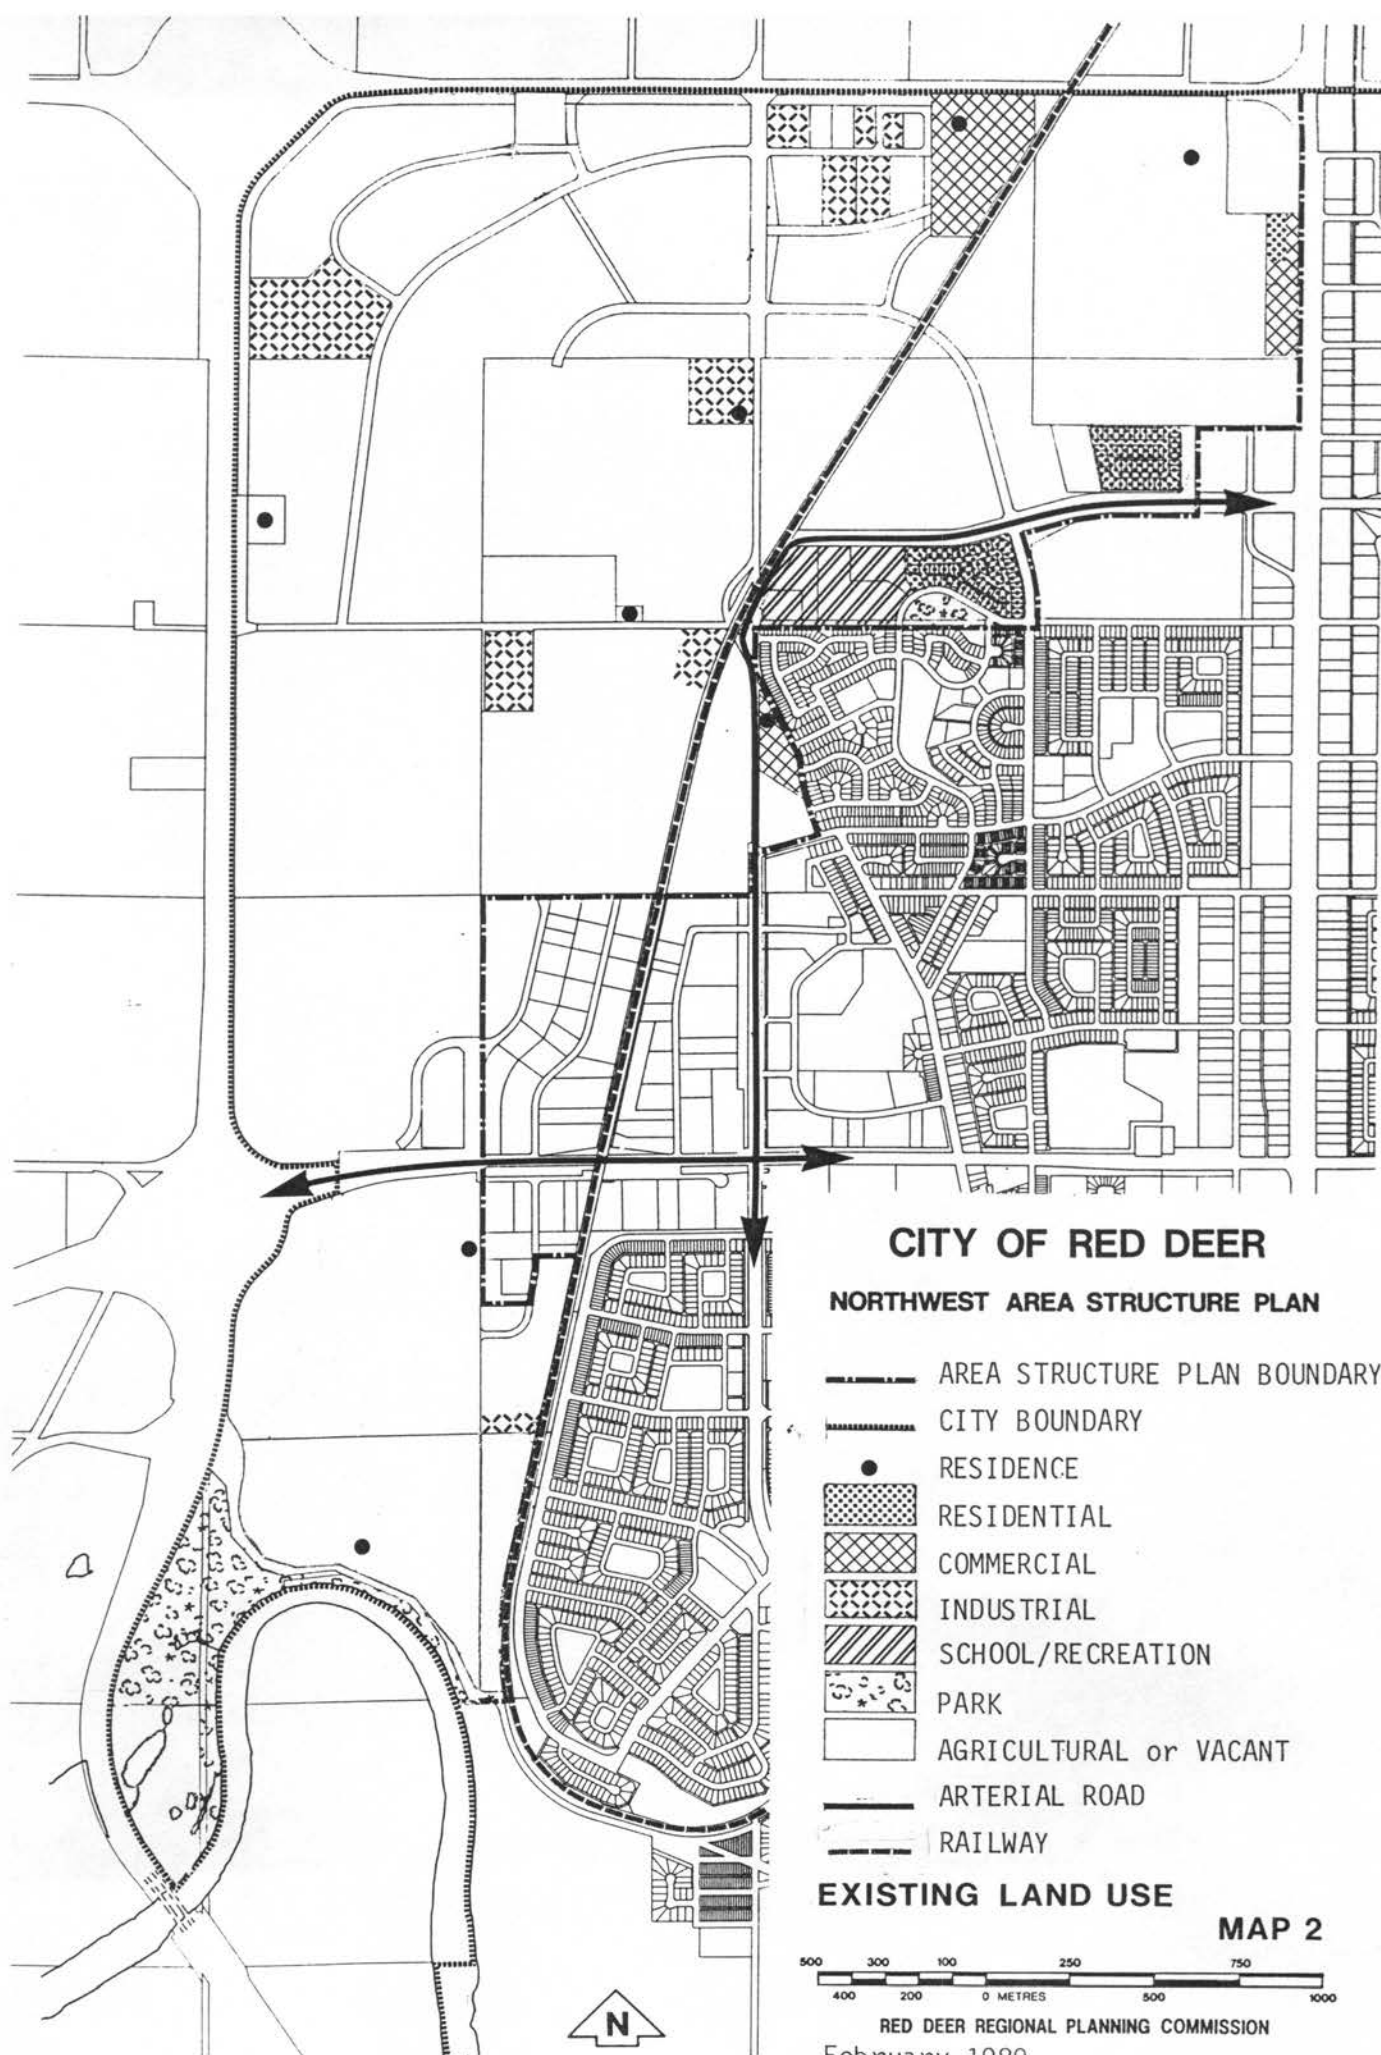 CITY OF RED DEER
NORTHWEST AREA STRUCTURE PLAN
AREA STRUCTURE PLAN BOUNDARY
CITY BOUNDARY
RESIDENCE
RESIDENTIAL
COMMERCIAL
INDUSTRIAL
SCHOOL/RECREATION
PARK
AGRICULTURAL or VACANT
ARTERIAL ROAD
RAILWAY
EXISTING LAND USE
MAP 2
500 300 100 250 750
400 200 0 METRES 500 1000
N
RED DEER REGIONAL PLANNING COMMISSION
February